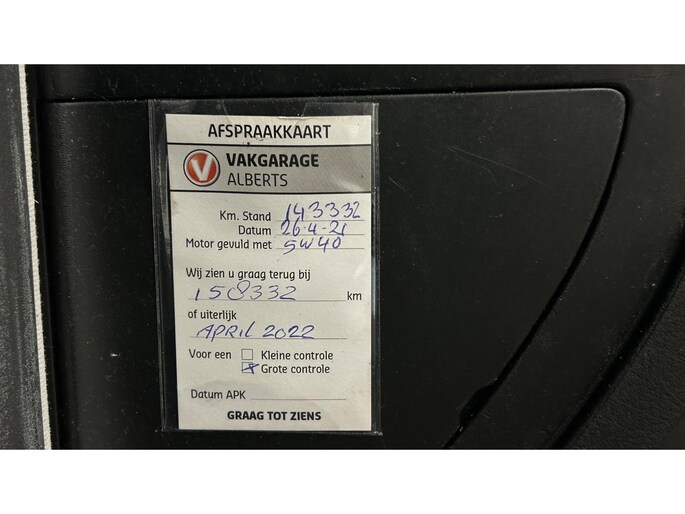 AFSPRAAKKAART
V VAKGARAGE
ALBERTS
Km. Stand 143332
Datum 26-4-21
Motor gevuld met 5W40
Wij zien u graag terug bij
158332 km
of uiterlijk
APRIL 2022
Voor een Kleine controle
Grote controle
Datum APK
GRAAG TOT ZIENS